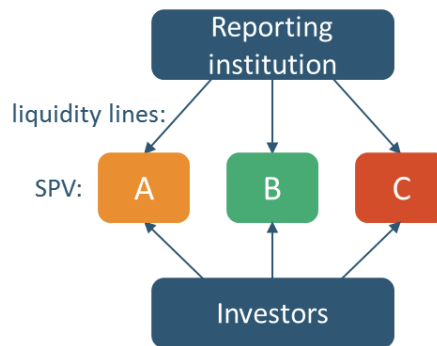 Reporting
institution
liquidity lines:
SPV: A B C
Investors